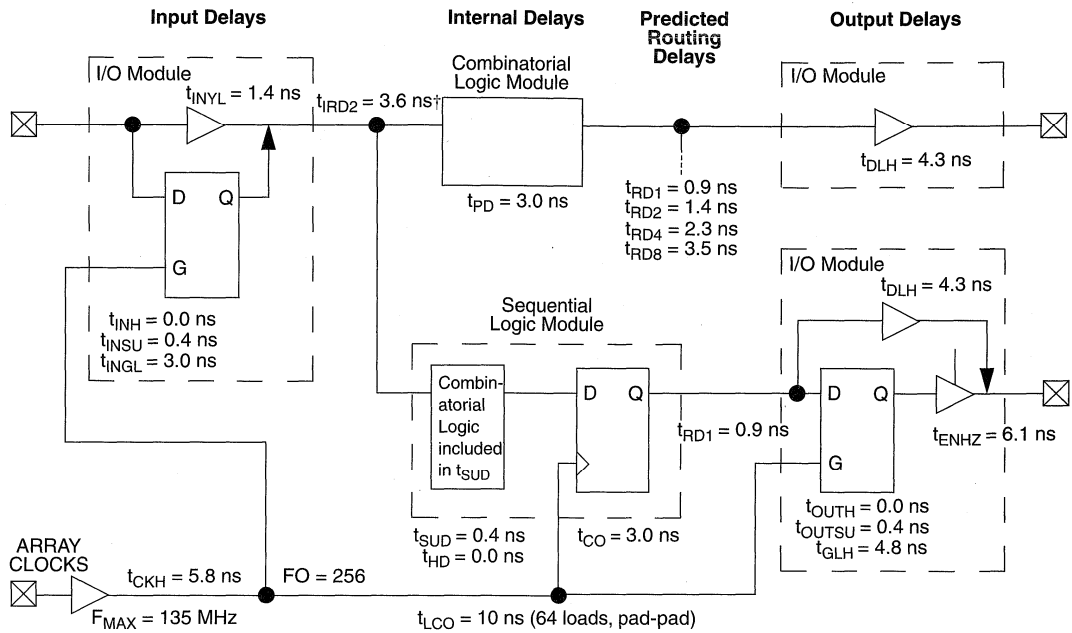 Input Delays
Internal Delays
Predicted
Routing
Delays
Output Delays
I/O Module
tINYL = 1.4 ns
tIRD2 = 3.6 ns†
Combinatorial
Logic Module
tPD = 3.0 ns
tRD1 = 0.9 ns
tRD2 = 1.4 ns
tRD4 = 2.3 ns
tRD8 = 3.5 ns
I/O Module
tDLH = 4.3 ns
D Q
G
tINH = 0.0 ns
tINSU = 0.4 ns
tINGL = 3.0 ns
Sequential
Logic Module
Combin-
atorial
Logic
included
in tSUD
D Q
tSUD = 0.4 ns
tHD = 0.0 ns
tCO = 3.0 ns
tRD1 = 0.9 ns
I/O Module
tDLH = 4.3 ns
D Q
G
tENHZ = 6.1 ns
tOUTH = 0.0 ns
tOUTSU = 0.4 ns
tGLH = 4.8 ns
ARRAY
CLOCKS
tCKH = 5.8 ns
FO = 256
FMAX = 135 MHz
tLCO = 10 ns (64 loads, pad-pad)